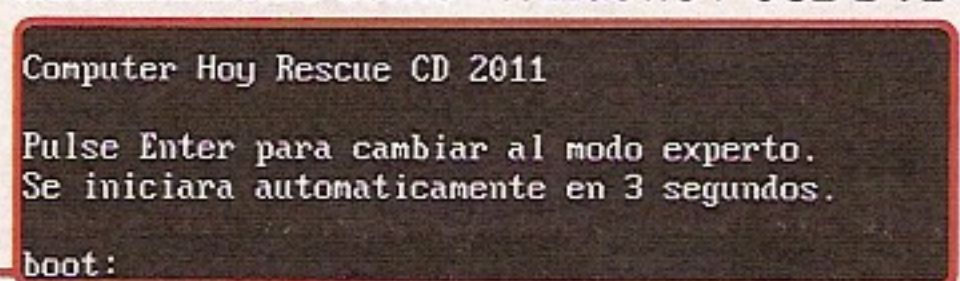 Computer Hoy Rescue CD 2011
Pulse Enter para cambiar al modo experto.
Se iniciara automaticamente en 3 segundos.
boot: